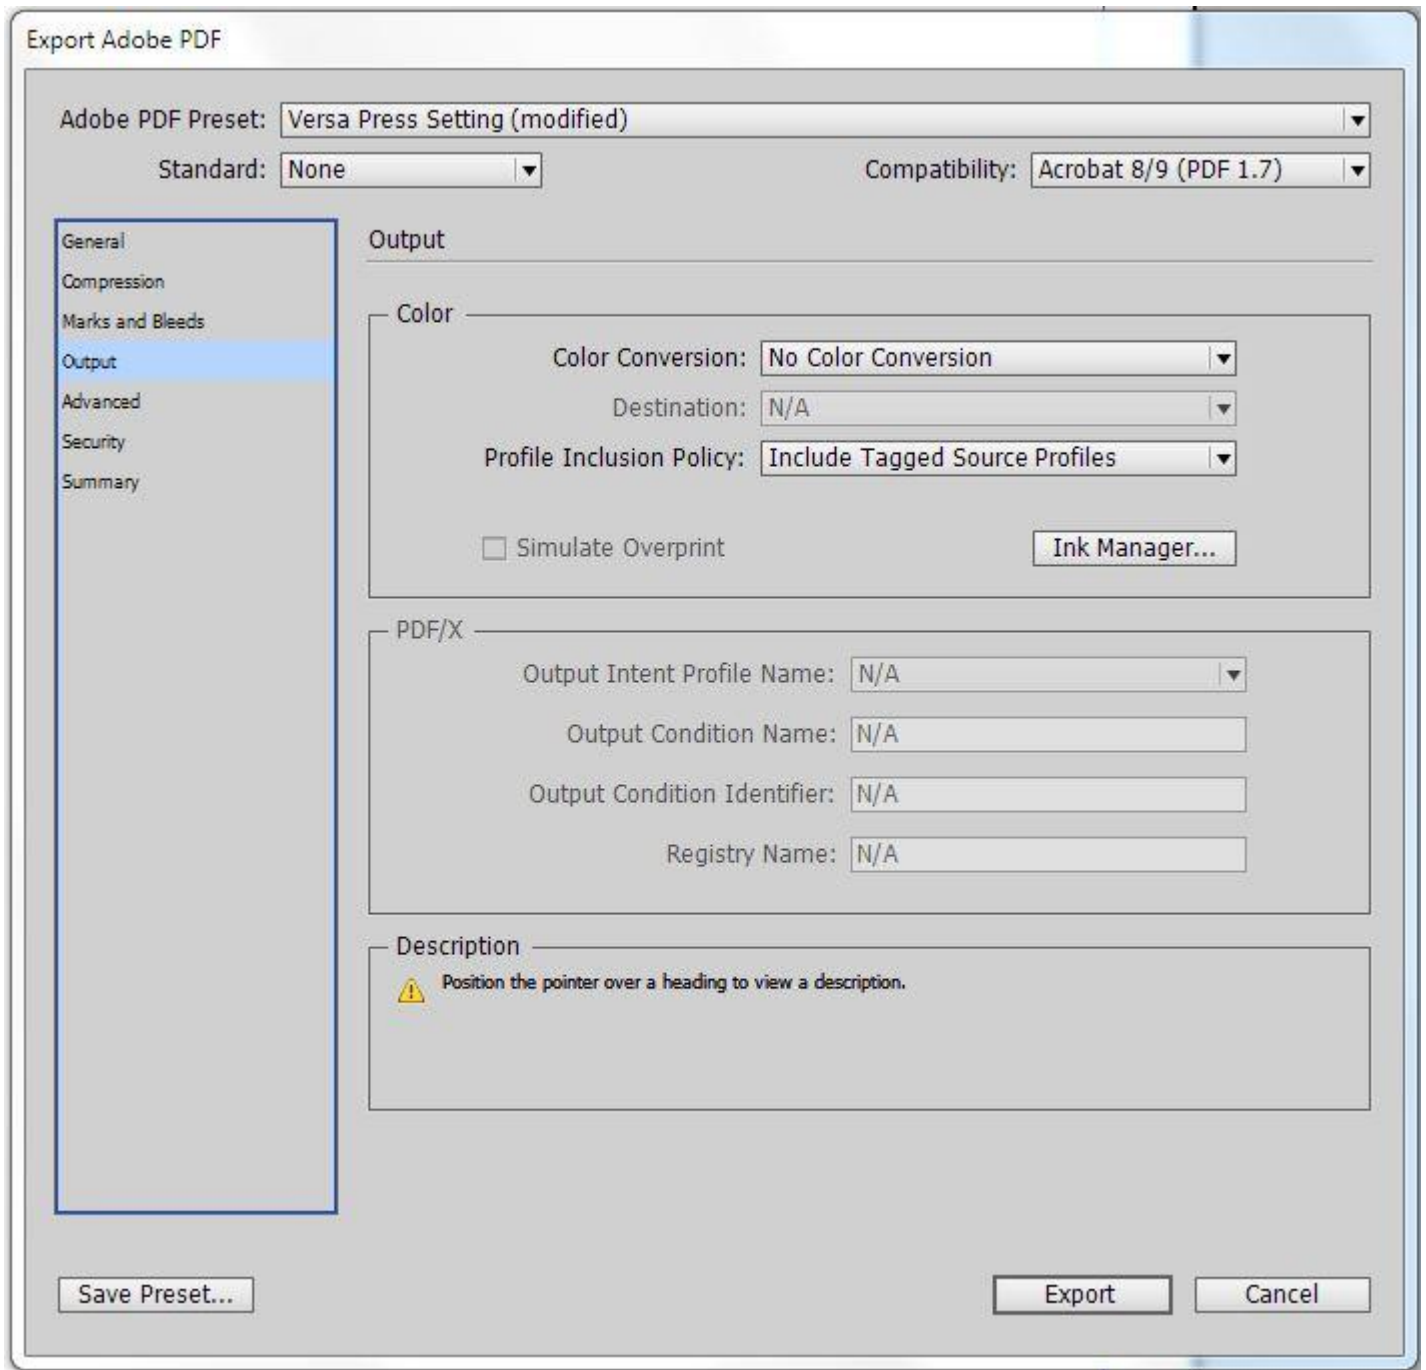 Export Adobe PDF
Adobe PDF Preset: Versa Press Setting (modified)
Standard: None Compatibility: Acrobat 8/9 (PDF 1.7)
General
Compression
Marks and Bleeds
Output
Advanced
Security
Summary
Output
Color
Color Conversion: No Color Conversion
Destination: N/A
Profile Inclusion Policy: Include Tagged Source Profiles
Simulate Overprint Ink Manager...
PDF/X
Output Intent Profile Name: N/A
Output Condition Name: N/A
Output Condition Identifier: N/A
Registry Name: N/A
Description
Position the pointer over a heading to view a description.
Save Preset... Export Cancel